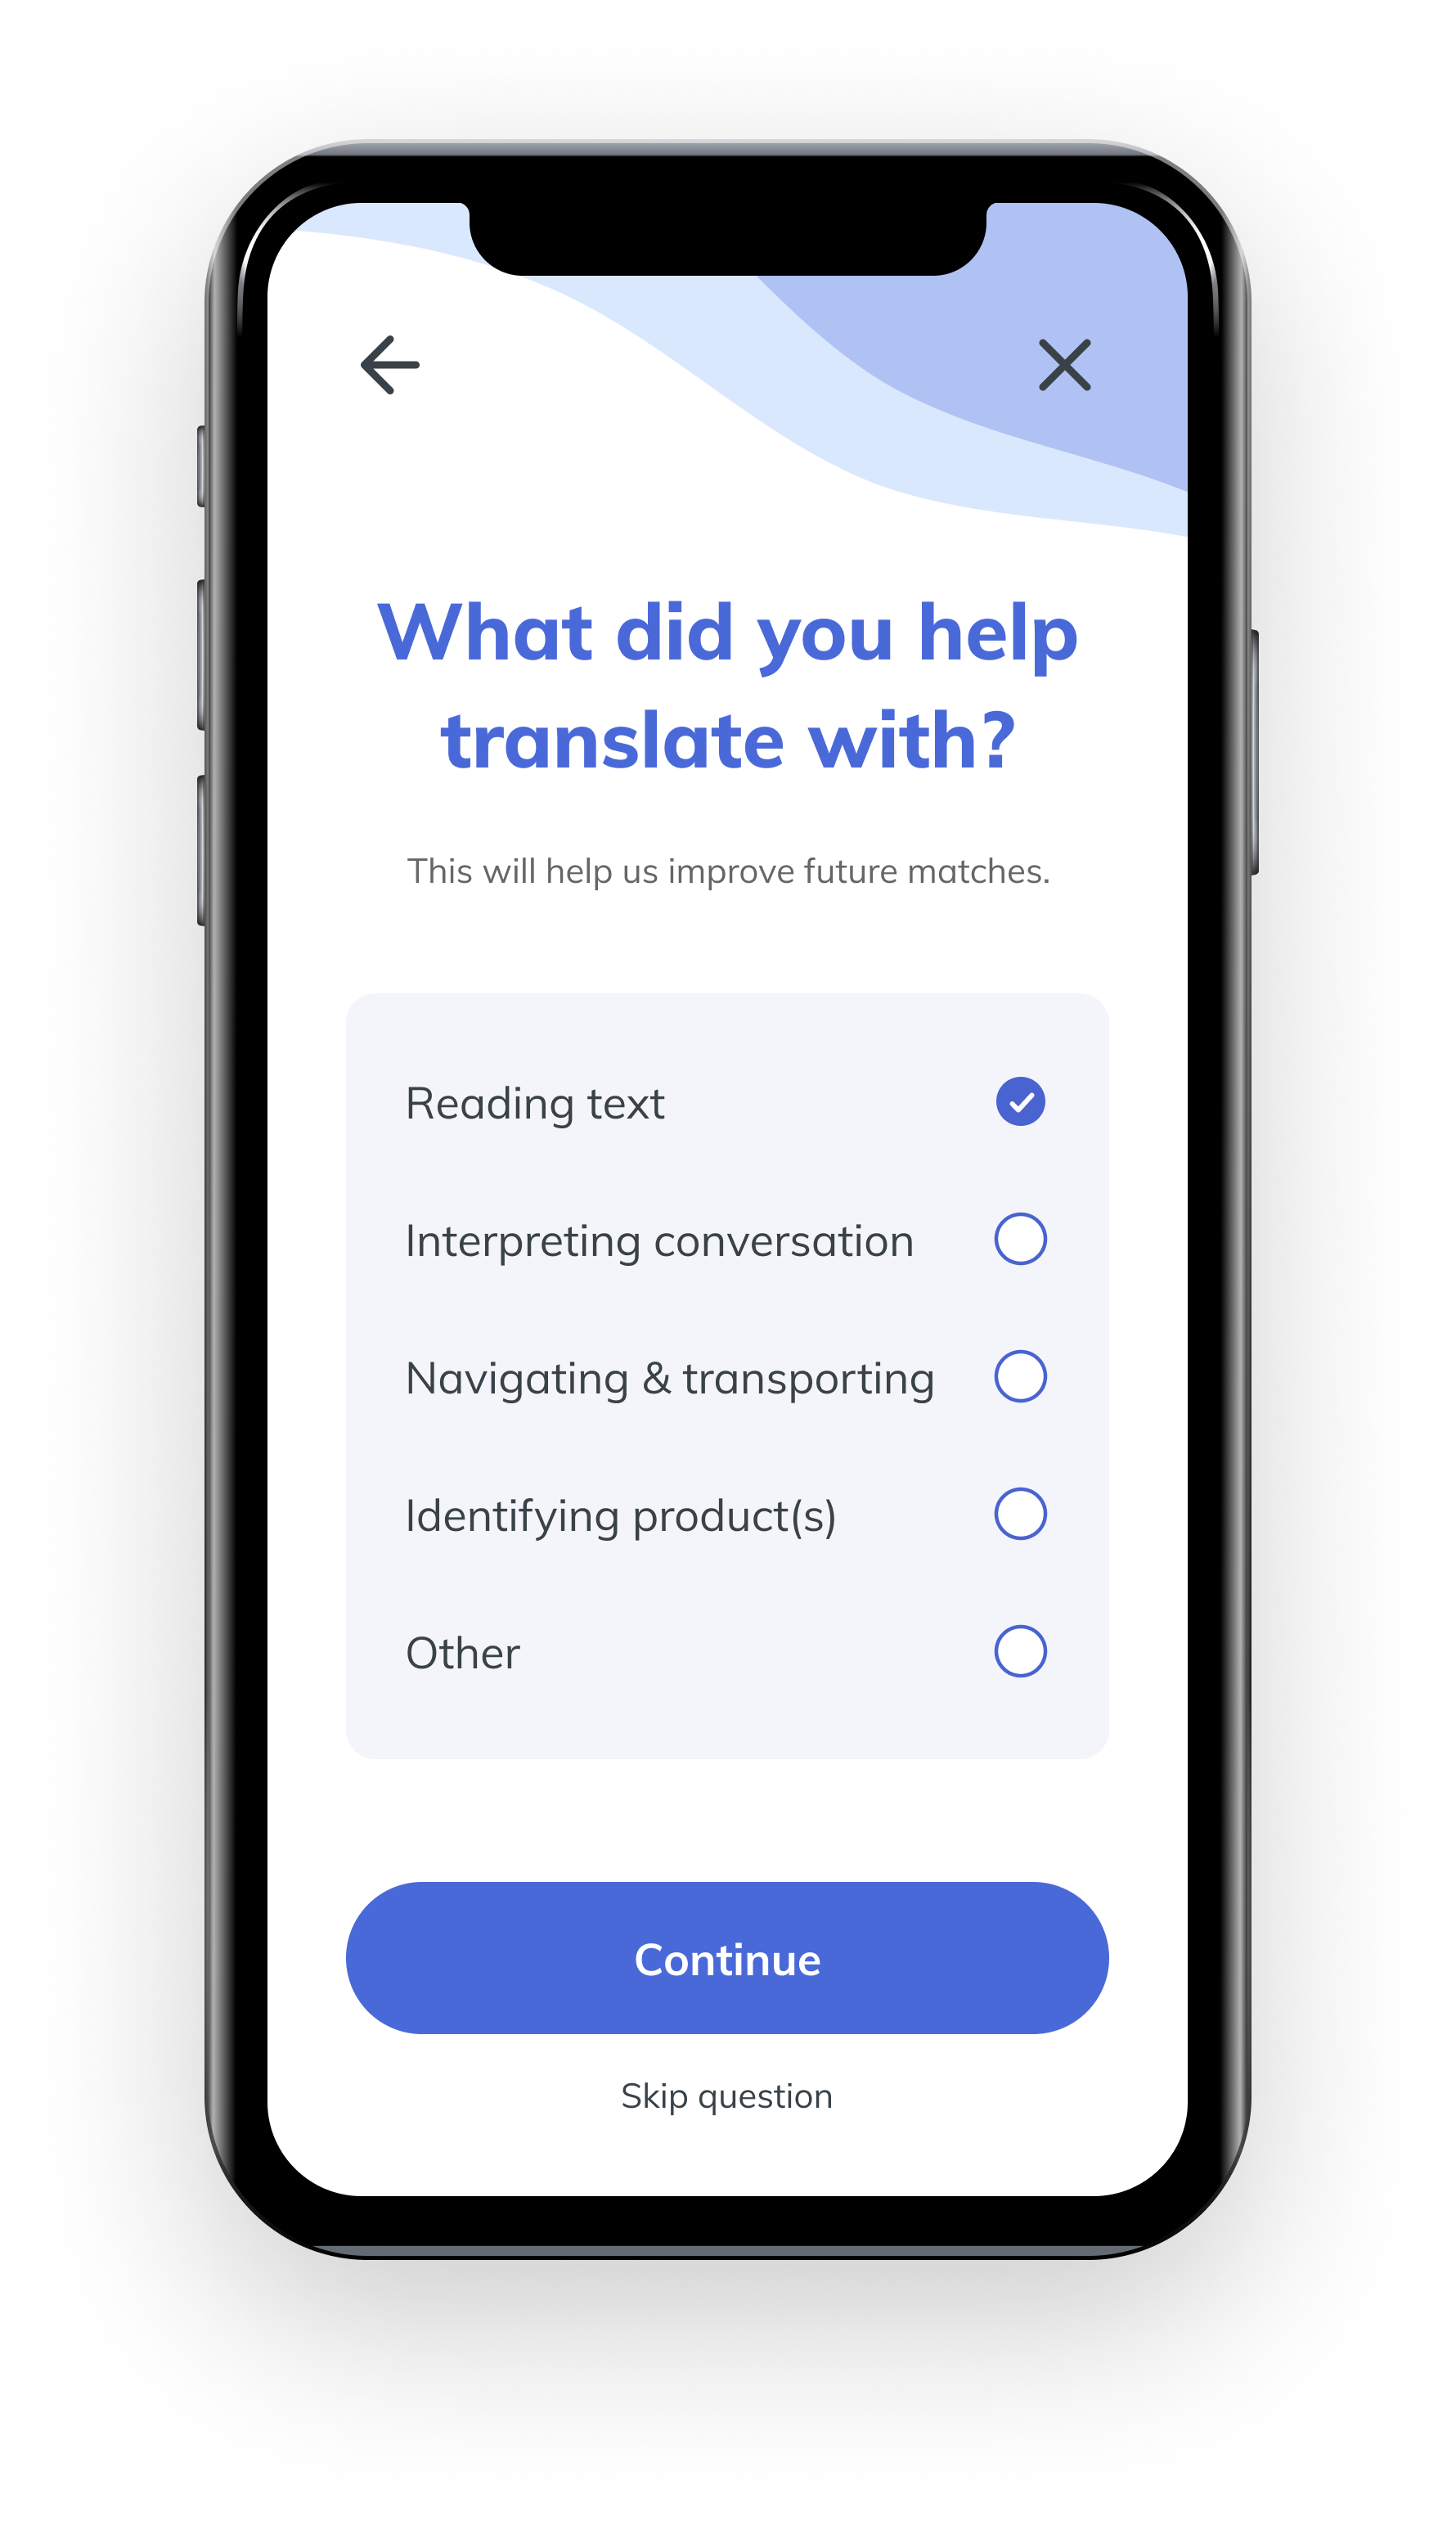 What did you help
translate with?
This will help us improve future matches.
Reading text
Interpreting conversation
Navigating & transporting
Identifying product(s)
Other
Continue
Skip question